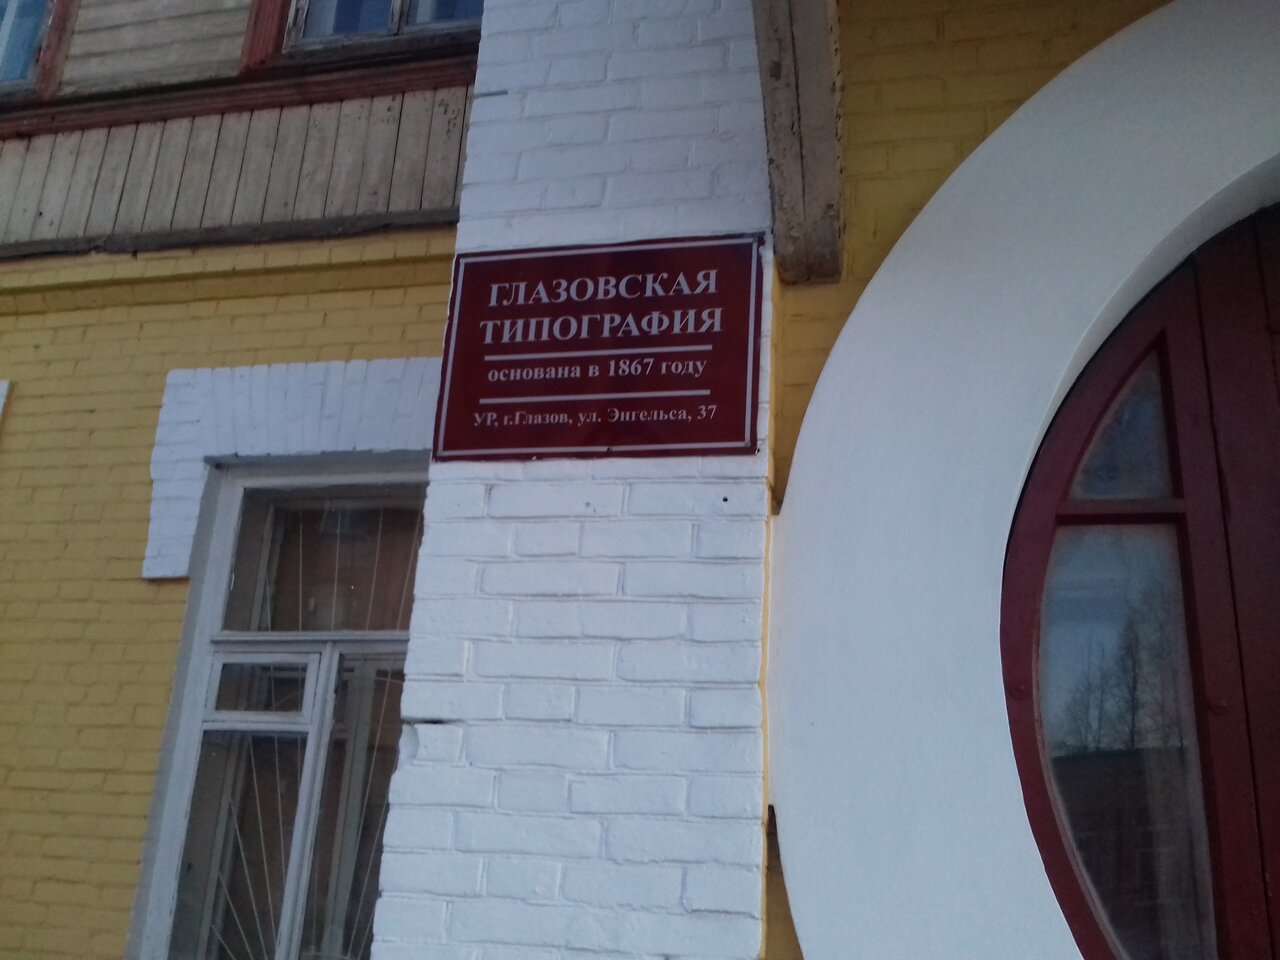 ГЛАЗОВСКАЯ
ТИПОГРАФИЯ
основана в 1867 году
УР, г.Глазов, ул. Энгельса, 37